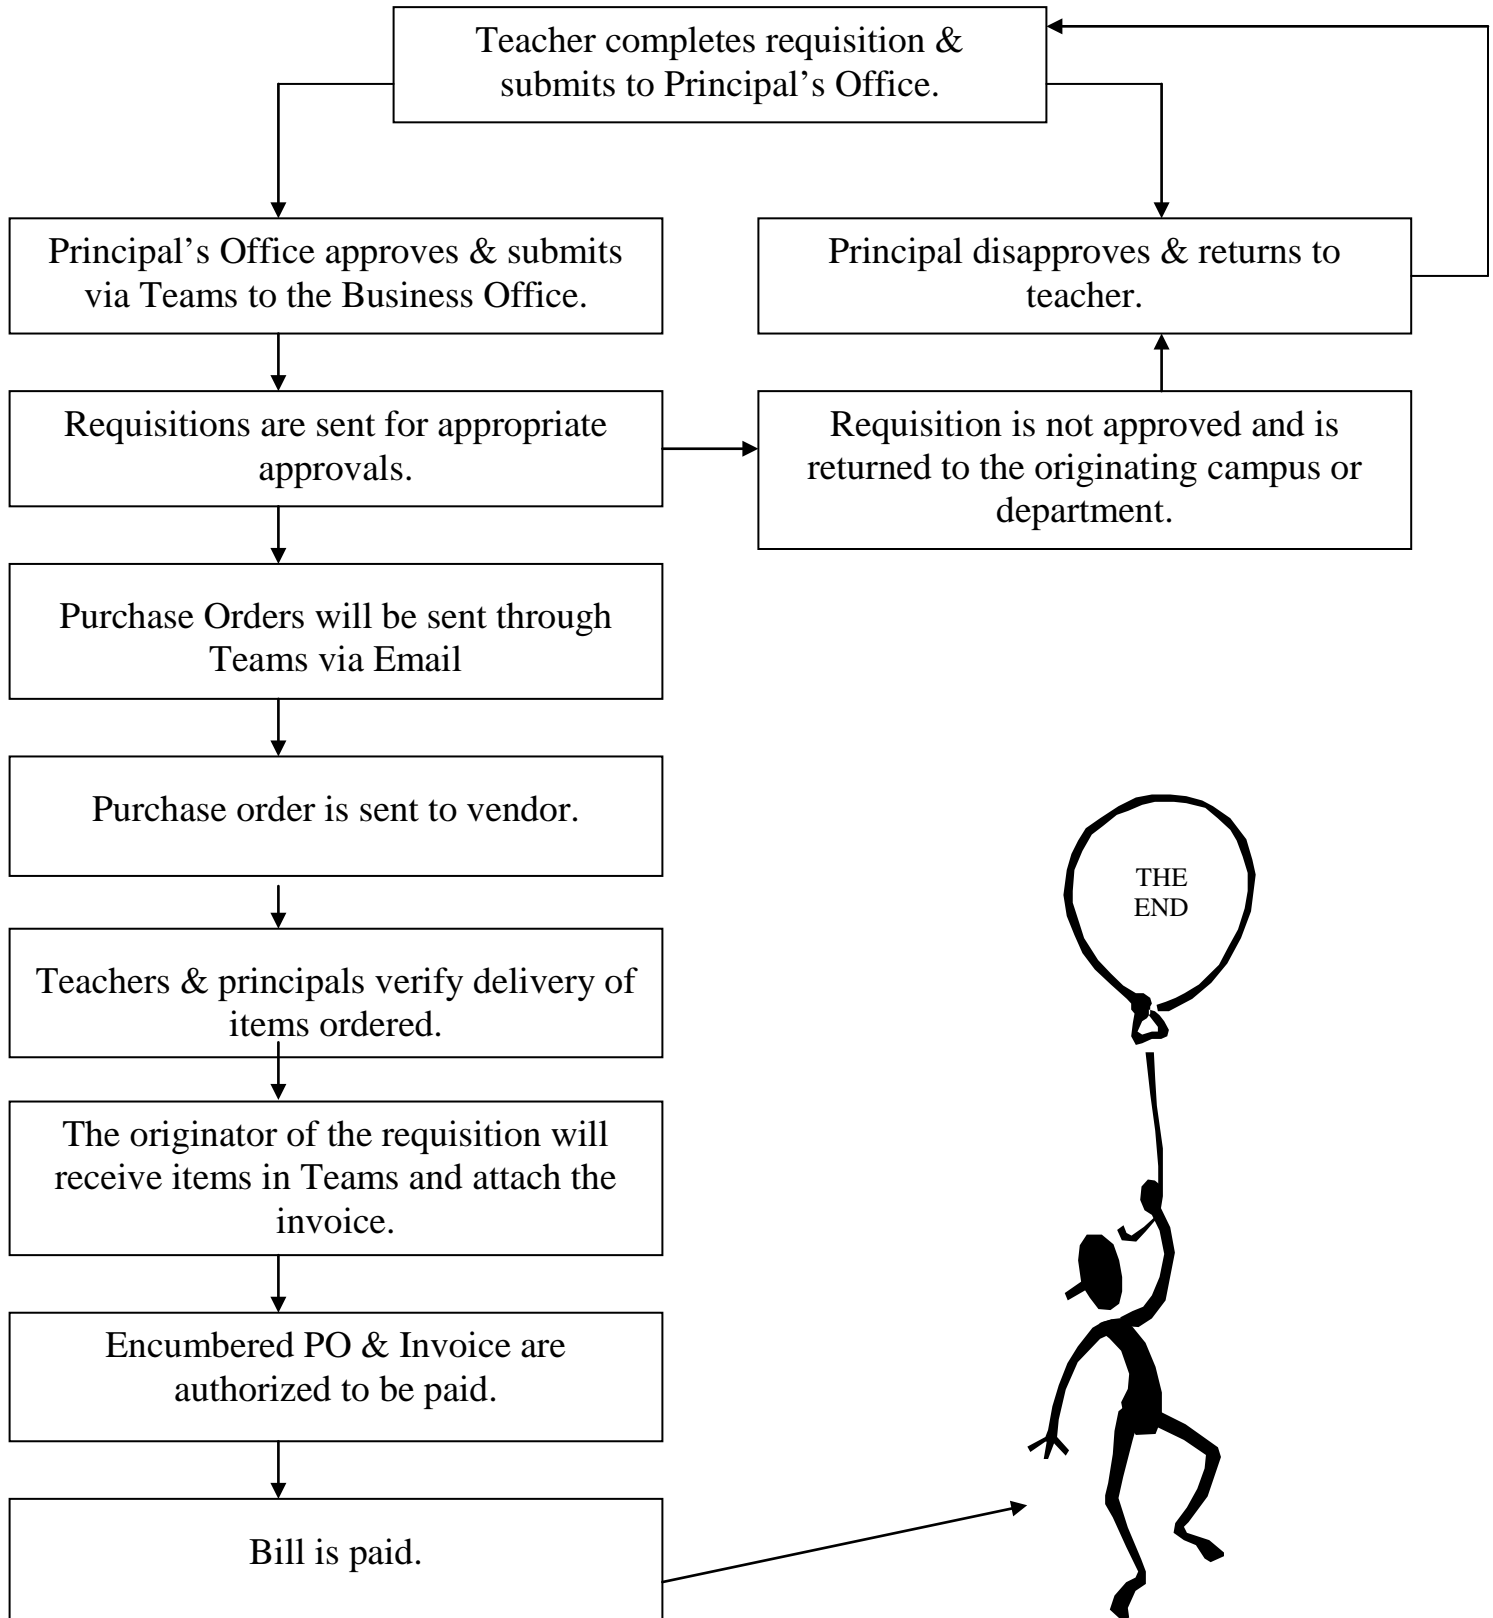 Teacher completes requisition &
submits to Principal’s Office.
Principal’s Office approves & submits
via Teams to the Business Office.
Principal disapproves & returns to
teacher.
Requisitions are sent for appropriate
approvals.
Requisition is not approved and is
returned to the originating campus or
department.
Purchase Orders will be sent through
Teams via Email
Purchase order is sent to vendor.
Teachers & principals verify delivery of
items ordered.
The originator of the requisition will
receive items in Teams and attach the
invoice.
Encumbered PO & Invoice are
authorized to be paid.
Bill is paid.
THE
END